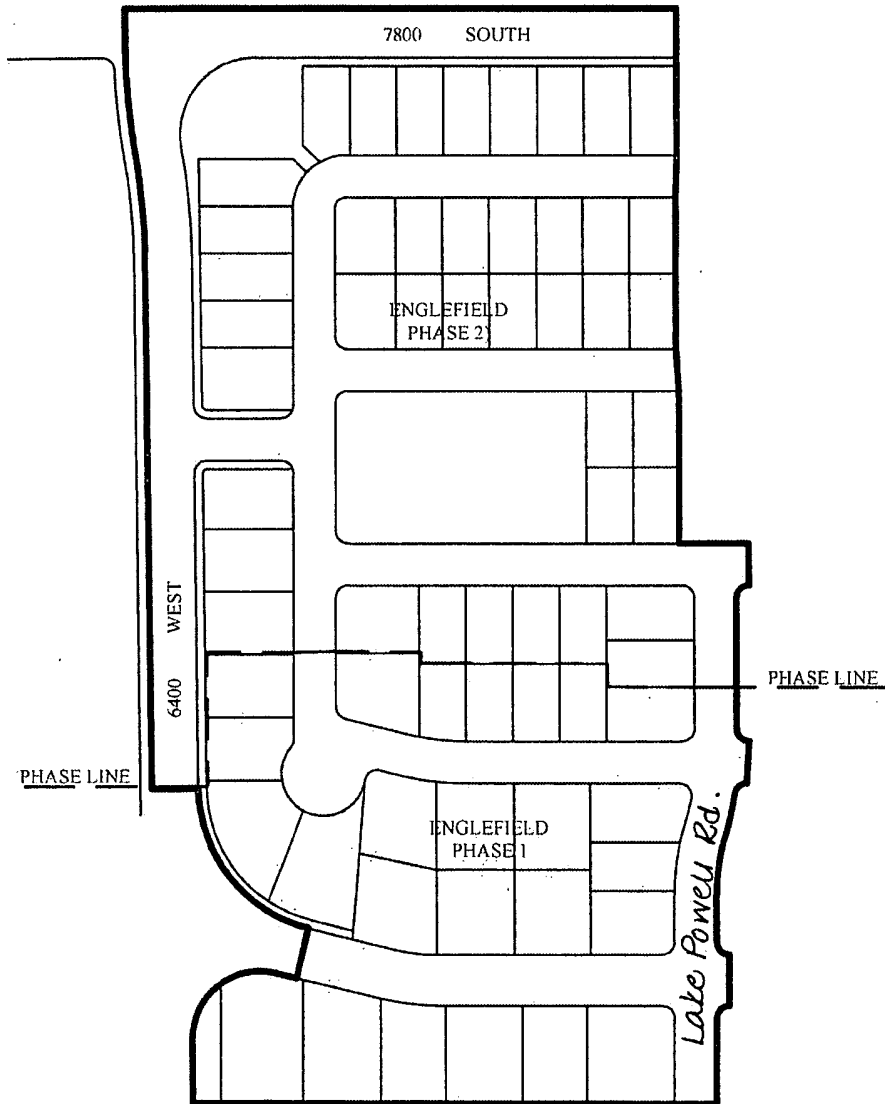 7800 SOUTH
ENGLEFIELD
PHASE 2)
6400 WEST
PHASE LINE
PHASE LINE
ENGLEFIELD
PHASE 1
Lake Powell Rd.